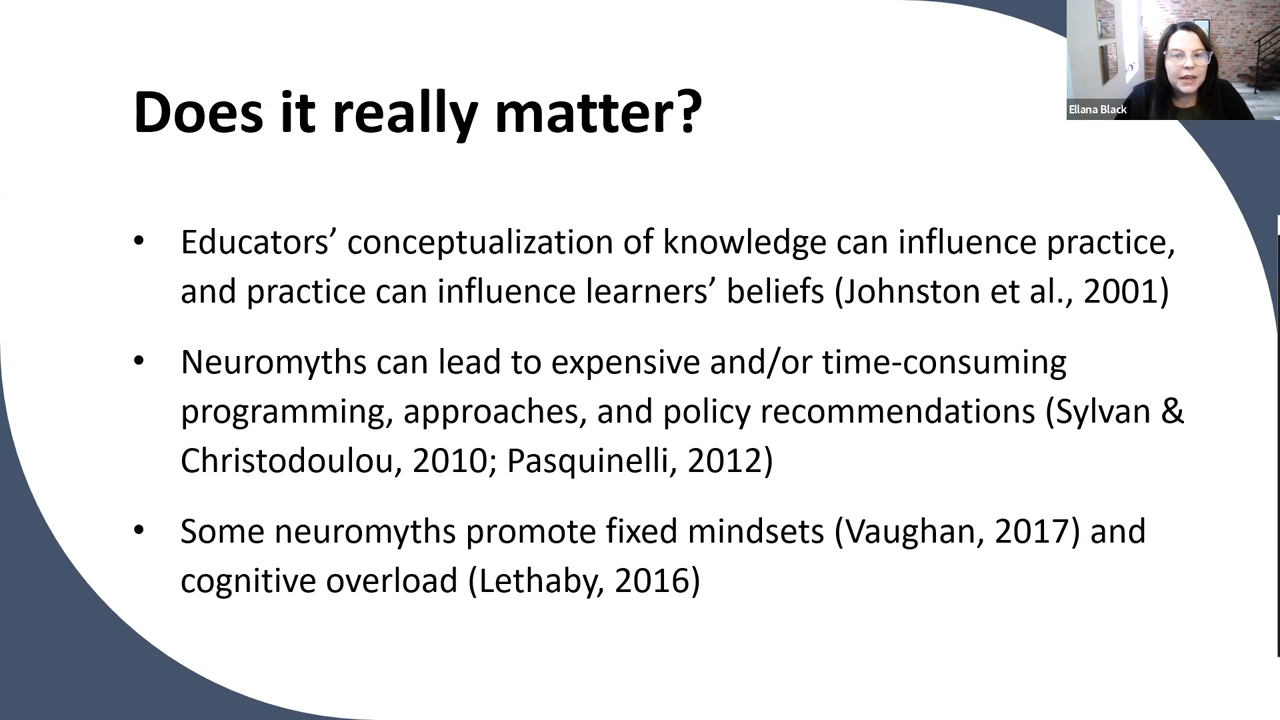 Ellana Black
Does it really matter?
• Educators’ conceptualization of knowledge can influence practice,
and practice can influence learners’ beliefs (Johnston et al., 2001)
• Neuromyths can lead to expensive and/or time-consuming
programming, approaches, and policy recommendations (Sylvan &
Christodoulou, 2010; Pasquinelli, 2012)
• Some neuromyths promote fixed mindsets (Vaughan, 2017) and
cognitive overload (Lethaby, 2016)